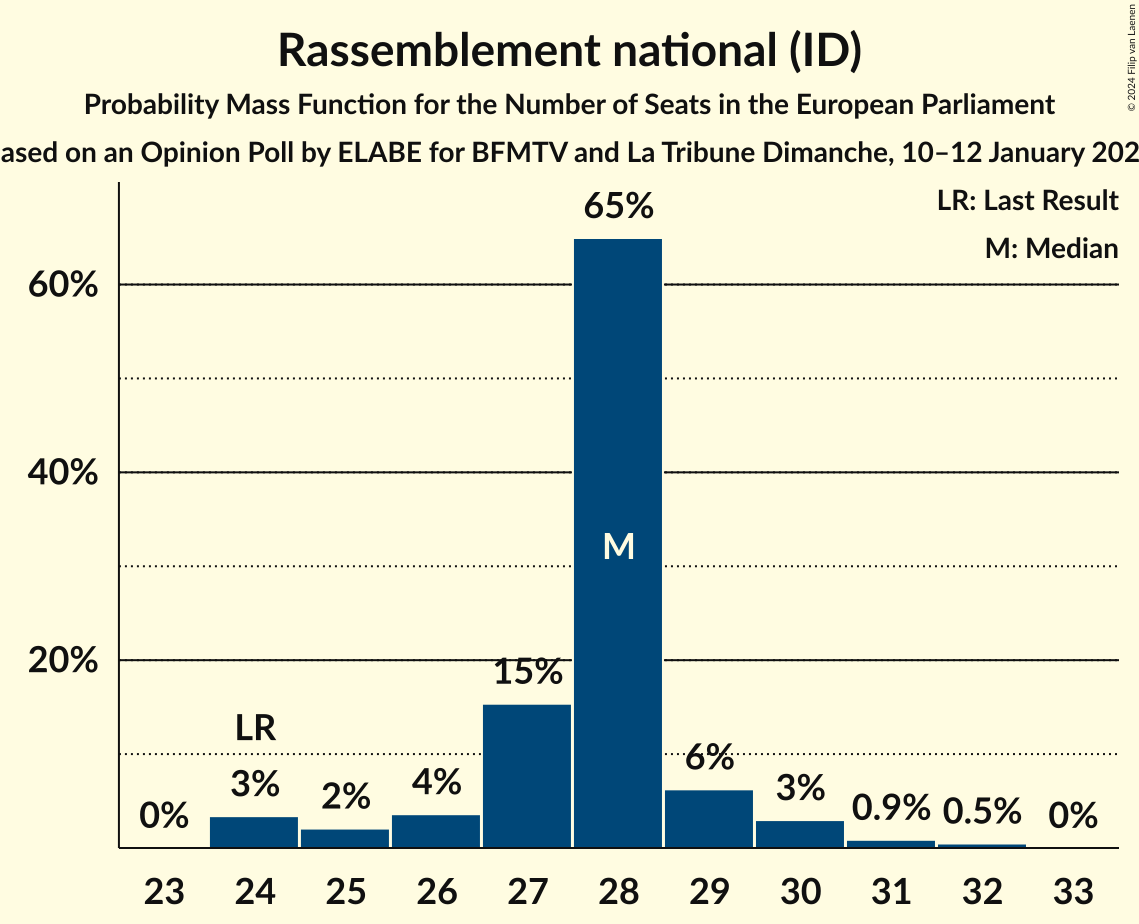 Rassemblement national (ID)
Probability Mass Function for the Number of Seats in the European Parliament
ased on an Opinion Poll by ELABE for BFMTV and La Tribune Dimanche, 10–12 January 202
© 2024 Filip van Laenen
LR: Last Result
M: Median
65%
60%
40%
M
20%
15%
LR
6%
3%
2%
4%
3%
0%
0.9%
0.5%
0%
23 24 25 26 27 28 29 30 31 32 33